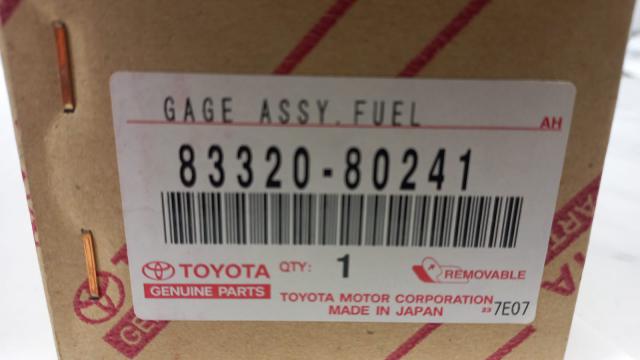 GAGE ASSY.FUEL
AH
83320-80241
TOYOTA QTY: 1 REMOVABLE
GENUINE PARTS
TOYOTA MOTOR CORPORATION
MADE IN JAPAN
23 7E07